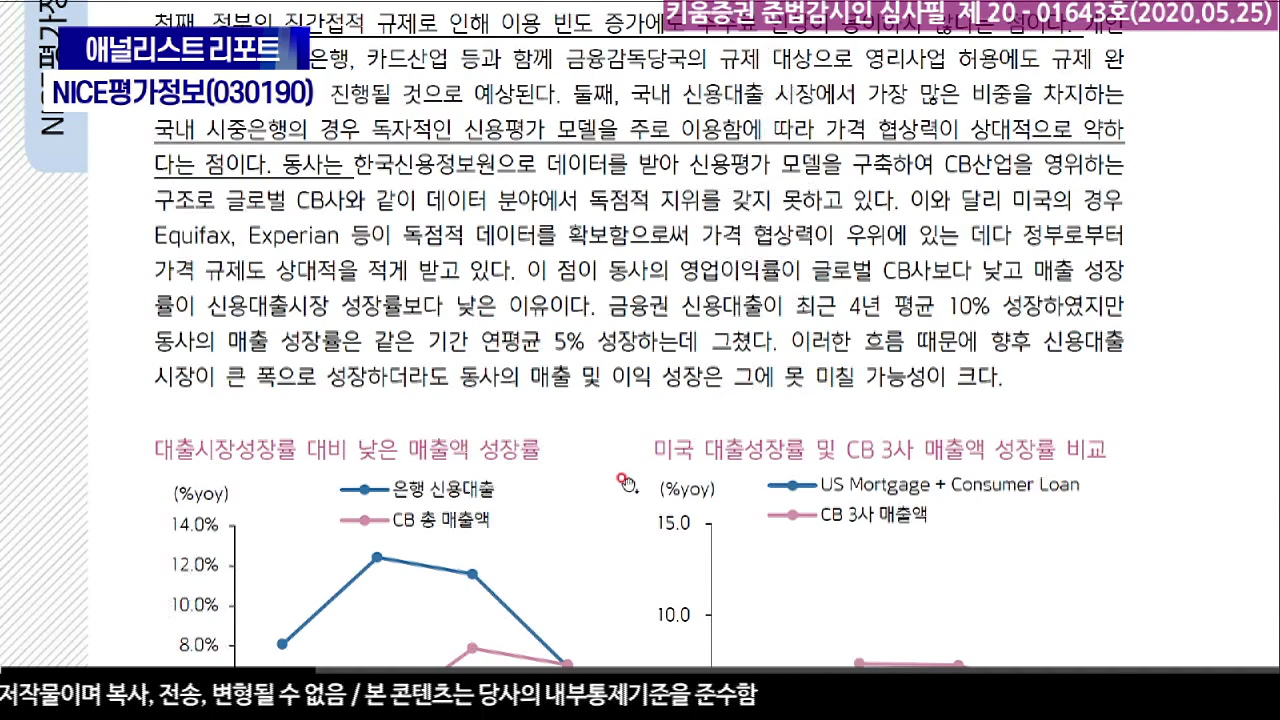 키움증권 준법감시인 심사필, 제 20 - 01643호(2020.05.25)
첫째, 정부의 직간접적 규제로 인해 이용 빈도 증가에
애널리스트 리포트
은행, 카드산업 등과 함께 금융감독당국의 규제 대상으로 영리사업 허용에도 규제 완
NICE평가정보(030190)
진행될 것으로 예상된다. 둘째, 국내 신용대출 시장에서 가장 많은 비중을 차지하는
국내 시중은행의 경우 독자적인 신용평가 모델을 주로 이용함에 따라 가격 협상력이 상대적으로 약하
다는 점이다. 동사는 한국신용정보원으로 데이터를 받아 신용평가 모델을 구축하여 CB산업을 영위하는
구조로 글로벌 CB사와 같이 데이터 분야에서 독점적 지위를 갖지 못하고 있다. 이와 달리 미국의 경우
Equifax, Experian 등이 독점적 데이터를 확보함으로써 가격 협상력이 우위에 있는 데다 정부로부터
가격 규제도 상대적을 적게 받고 있다. 이 점이 동사의 영업이익률이 글로벌 CB사보다 낮고 매출 성장
률이 신용대출시장 성장률보다 낮은 이유이다. 금융권 신용대출이 최근 4년 평균 10% 성장하였지만
동사의 매출 성장률은 같은 기간 연평균 5% 성장하는데 그쳤다. 이러한 흐름 때문에 향후 신용대출
시장이 큰 폭으로 성장하더라도 동사의 매출 및 이익 성장은 그에 못 미칠 가능성이 크다.
대출시장성장률 대비 낮은 매출액 성장률
(%yoy)
은행 신용대출
CB 총 매출액
14.0%
12.0%
10.0%
8.0%
미국 대출성장률 및 CB 3사 매출액 성장률 비교
(%yoy)
US Mortgage + Consumer Loan
CB 3사 매출액
15.0
10.0
저작물이며 복사, 전송, 변형될 수 없음 / 본 콘텐츠는 당사의 내부통제기준을 준수함